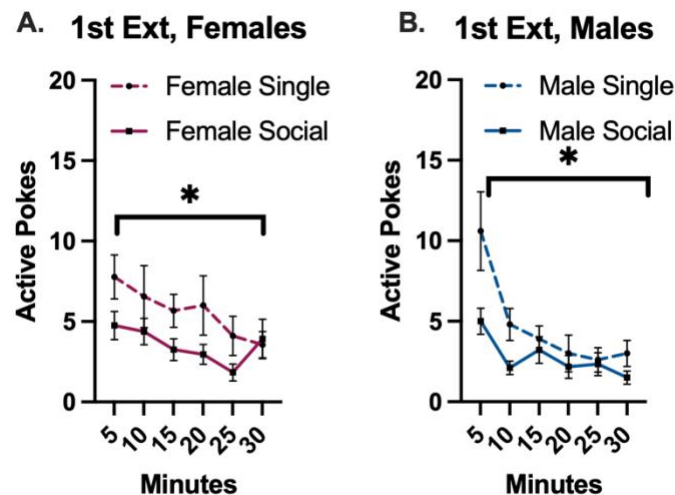 A. 1st Ext, Females
20
15
10
5
0
Active Pokes
Female Single
Female Social
*
5 10 15 20 25 30
Minutes
B. 1st Ext, Males
20
15
10
5
0
Active Pokes
Male Single
Male Social
*
5 10 15 20 25 30
Minutes